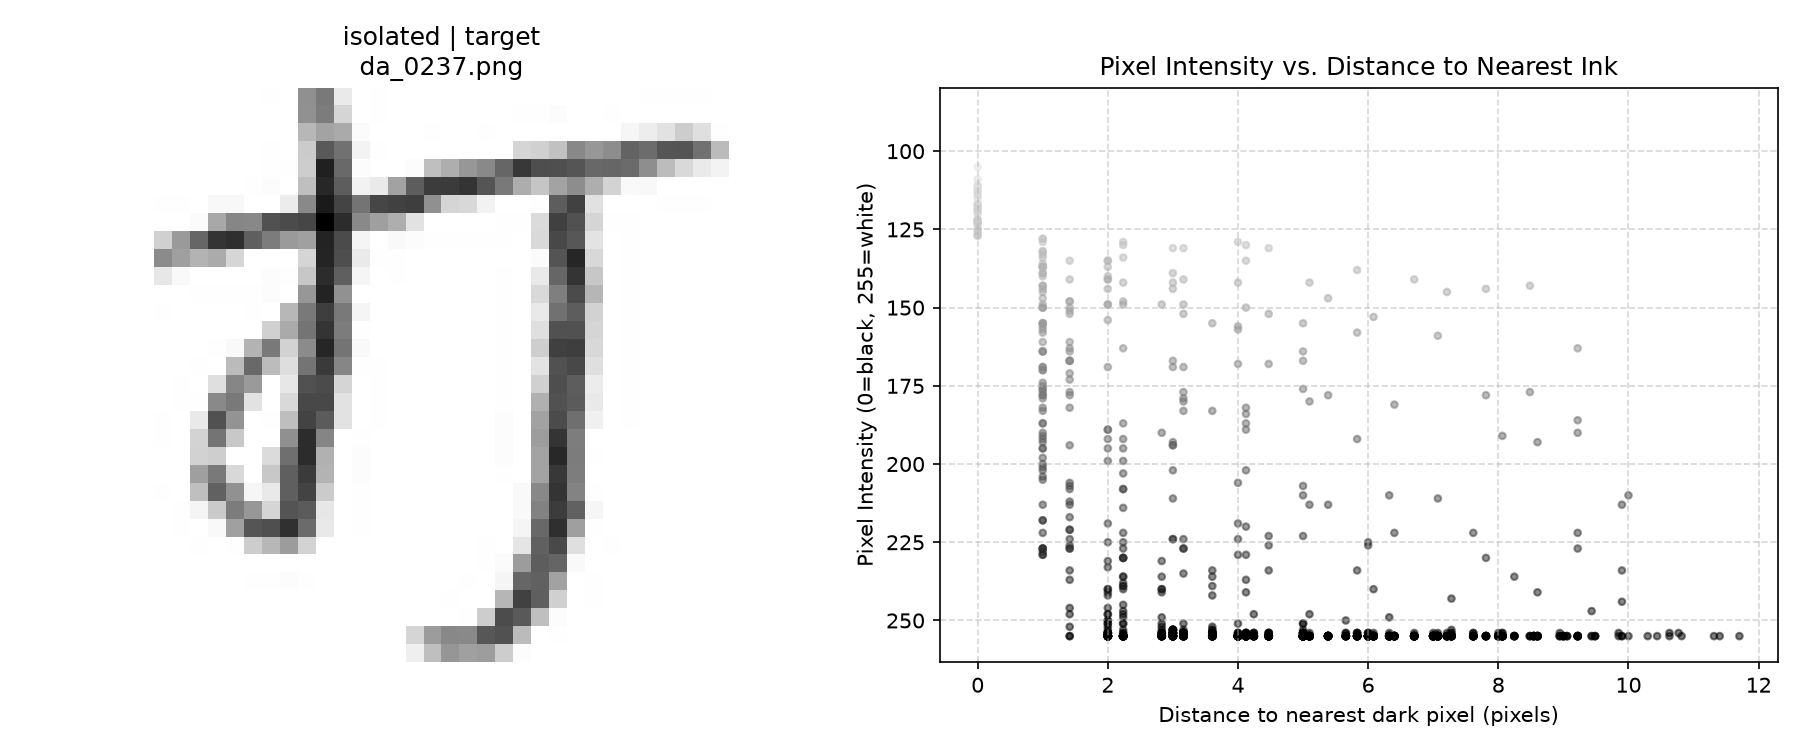 isolated | target
da_0237.png
Pixel Intensity vs. Distance to Nearest Ink
Pixel Intensity (0=black, 255=white)
100
125
150
175
200
225
250
0 2 4 6 8 10 12
Distance to nearest dark pixel (pixels)